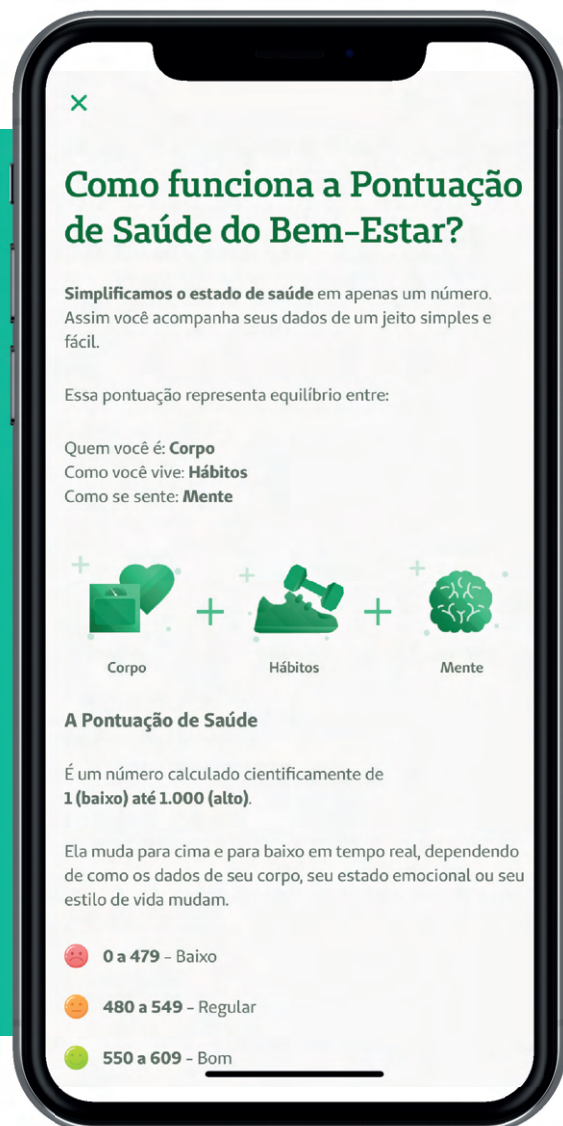 Como funciona a Pontuação
de Saúde do Bem-Estar?
Simplificamos o estado de saúde em apenas um número.
Assim você acompanha seus dados de um jeito simples e
fácil.
Essa pontuação representa equilíbrio entre:
Quem você é: Corpo
Como você vive: Hábitos
Como se sente: Mente
Corpo Hábitos Mente
A Pontuação de Saúde
É um número calculado cientificamente de
1 (baixo) até 1.000 (alto).
Ela muda para cima e para baixo em tempo real, dependendo
de como os dados de seu corpo, seu estado emocional ou seu
estilo de vida mudam.
0 a 479 – Baixo
480 a 549 – Regular
550 a 609 – Bom